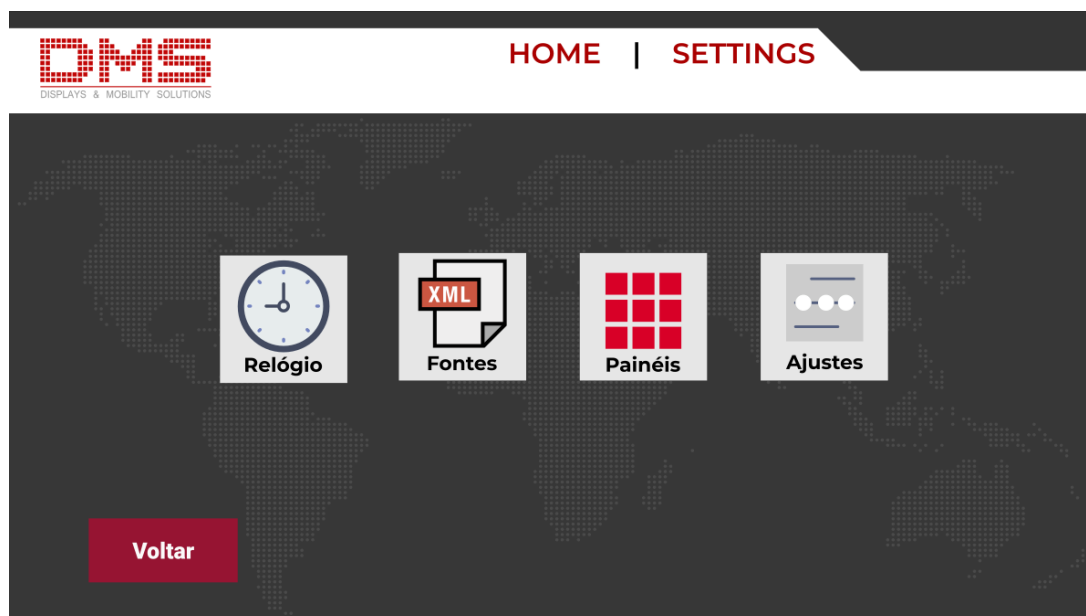 DMS
DISPLAYS & MOBILITY SOLUTIONS
HOME | SETTINGS
Relógio
XML
Fontes
Painéis
Ajustes
Voltar